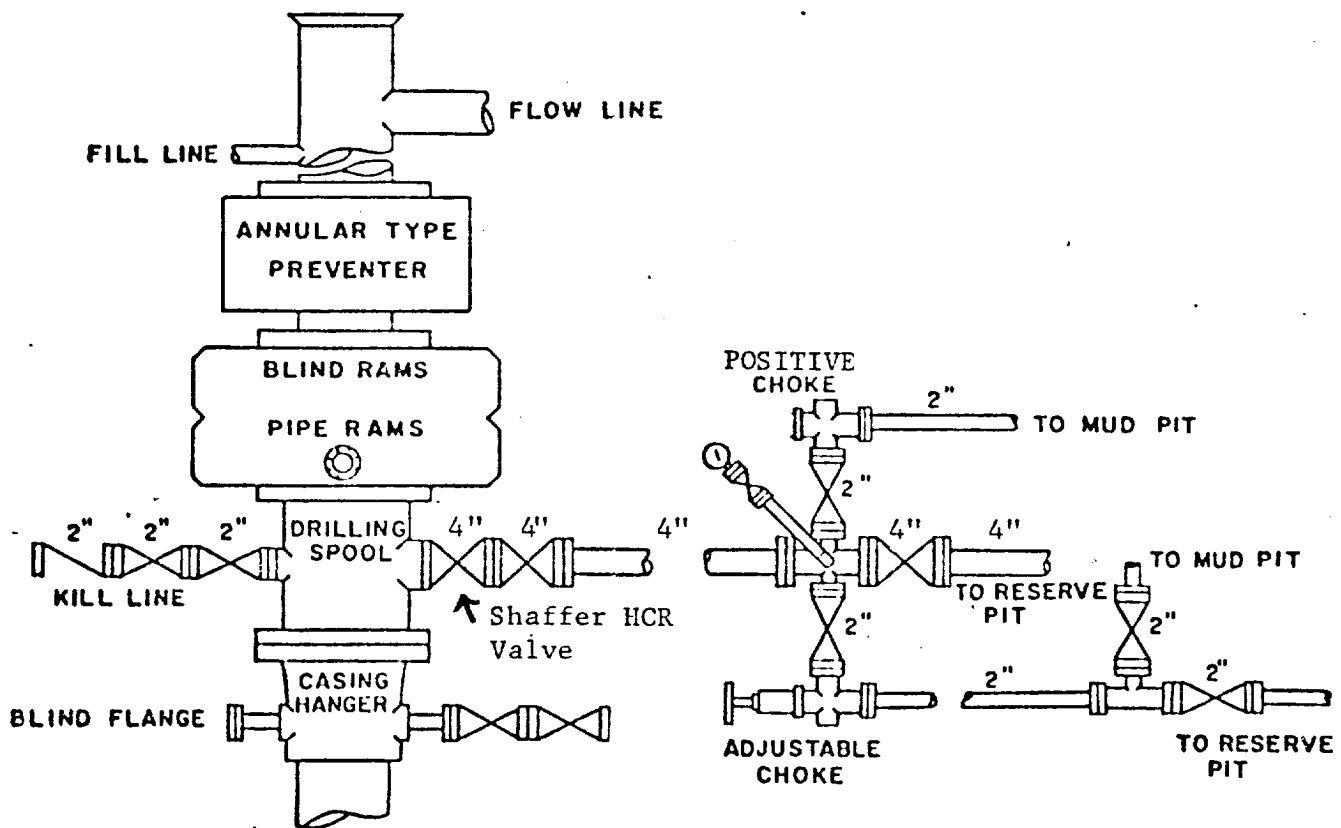 FLOW LINE
FILL LINE
ANNULAR TYPE
PREVENTER
BLIND RAMS
PIPE RAMS
2" 2" 2"
DRILLING
SPOOL
4" 4" 4"
KILL LINE
Shaffer HCR
Valve
CASING
HANGER
BLIND FLANGE
POSITIVE
CHOKE
2"
TO MUD PIT
2"
4" 4"
TO RESERVE
PIT
2"
ADJUSTABLE
CHOKE
TO MUD PIT
2"
2" 2"
TO RESERVE
PIT